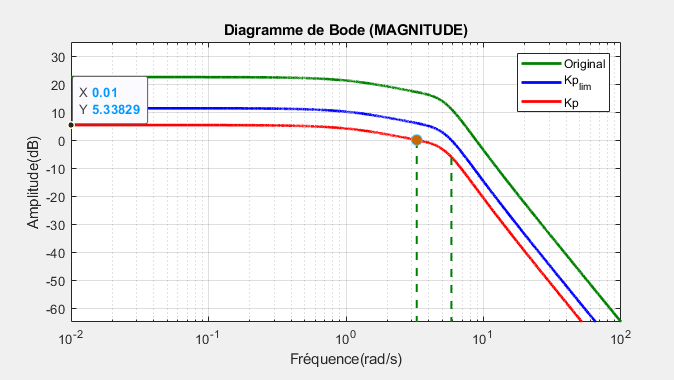 Diagramme de Bode (MAGNITUDE)
30
20
10
0
-10
-20
-30
-40
-50
-60
Amplitude(dB)
X 0.01
Y 5.33829
Original
Kp_lim
Kp
10^-2
10^-1
10^0
10^1
10^2
Fréquence(rad/s)